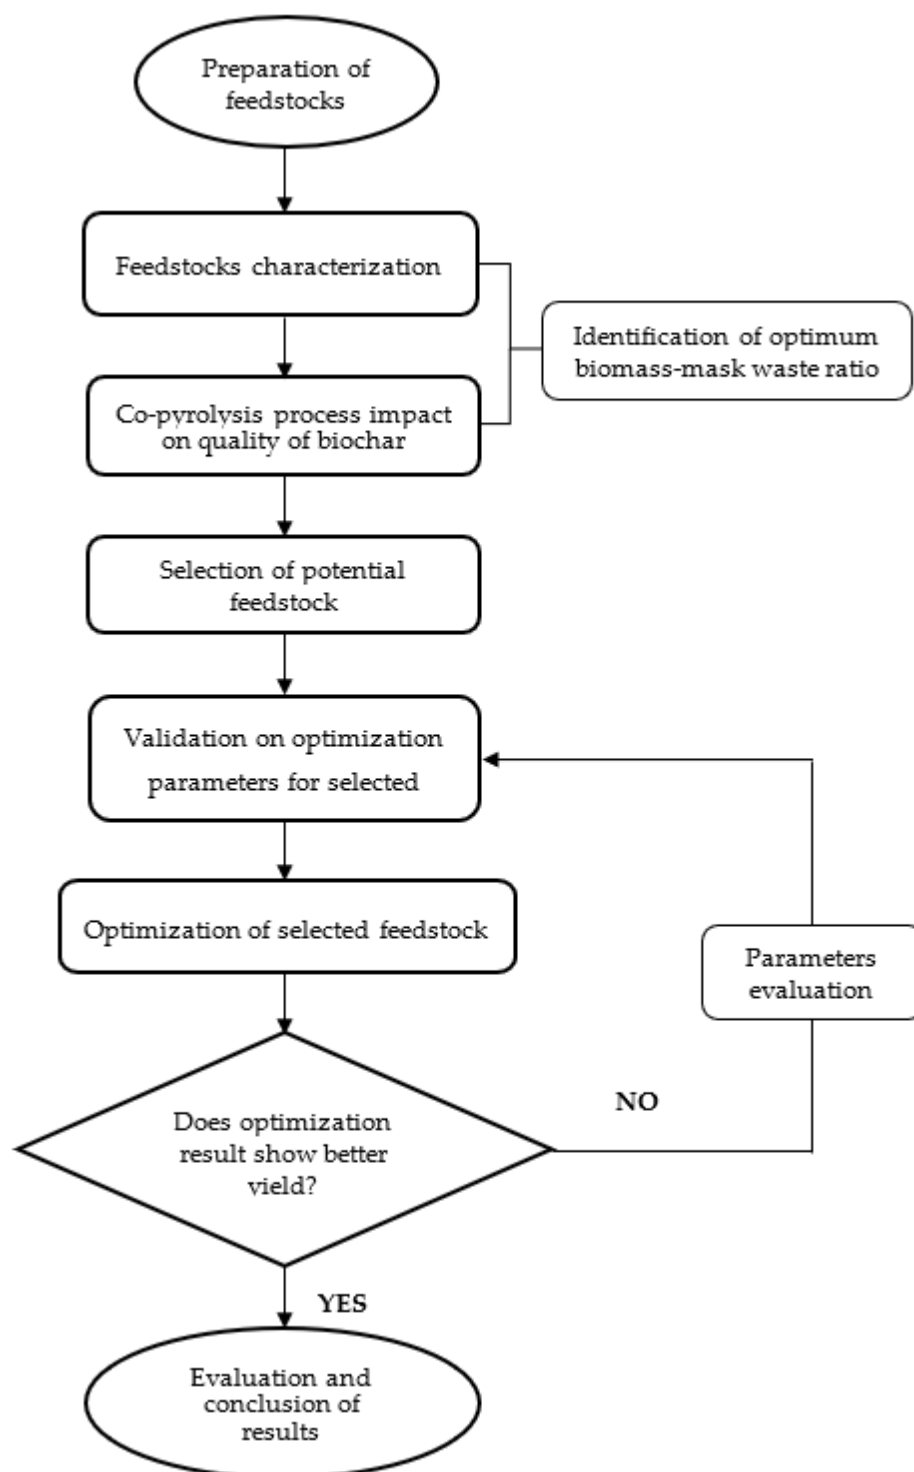 Preparation of
feedstocks
Feedstocks characterization
Identification of optimum
biomass-mask waste ratio
Co-pyrolysis process impact
on quality of biochar
Selection of potential
feedstock
Validation on optimization
parameters for selected
Optimization of selected feedstock
Parameters
evaluation
Does optimization
result show better
yield?
NO
YES
Evaluation and
conclusion of
results